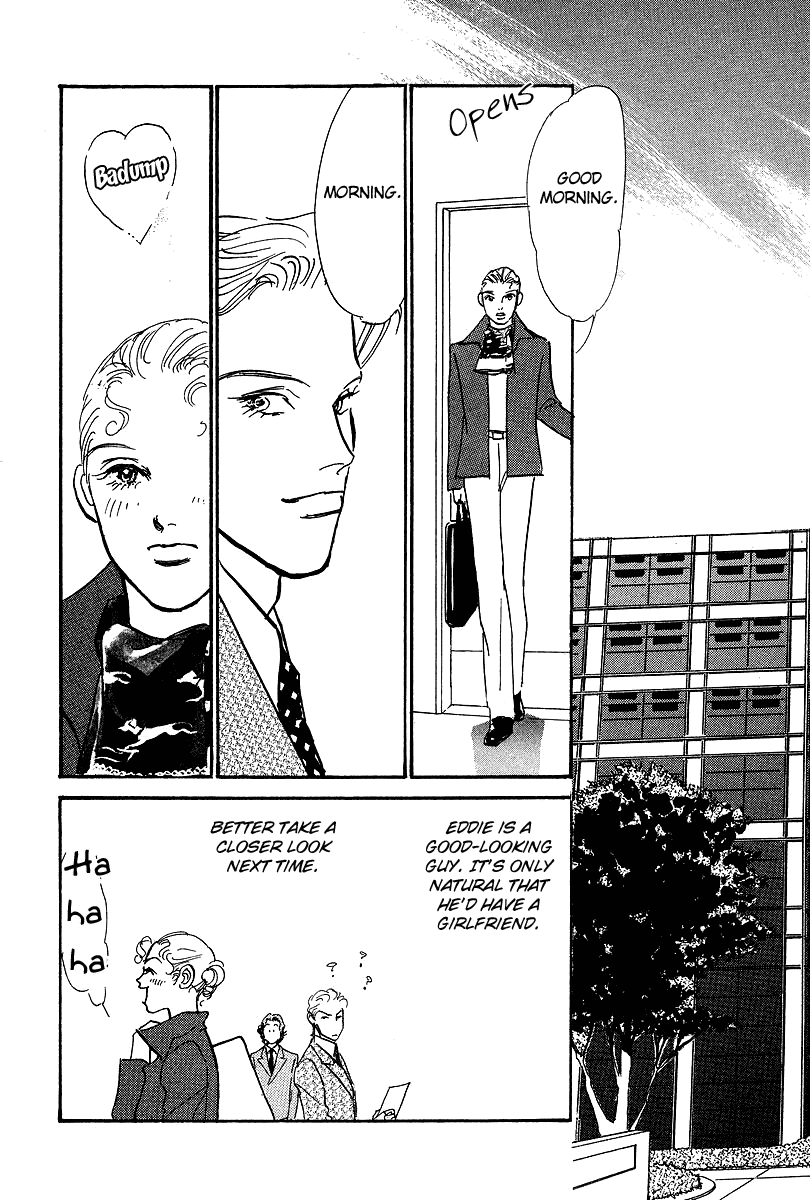 Opens
GOOD
MORNING.
MORNING.
Badump
EDDIE IS A
GOOD-LOOKING
GUY. IT'S ONLY
NATURAL THAT
HE'D HAVE A
GIRLFRIEND.
BETTER TAKE A
CLOSER LOOK
NEXT TIME.
? ? ? ?
Ha
ha
ha